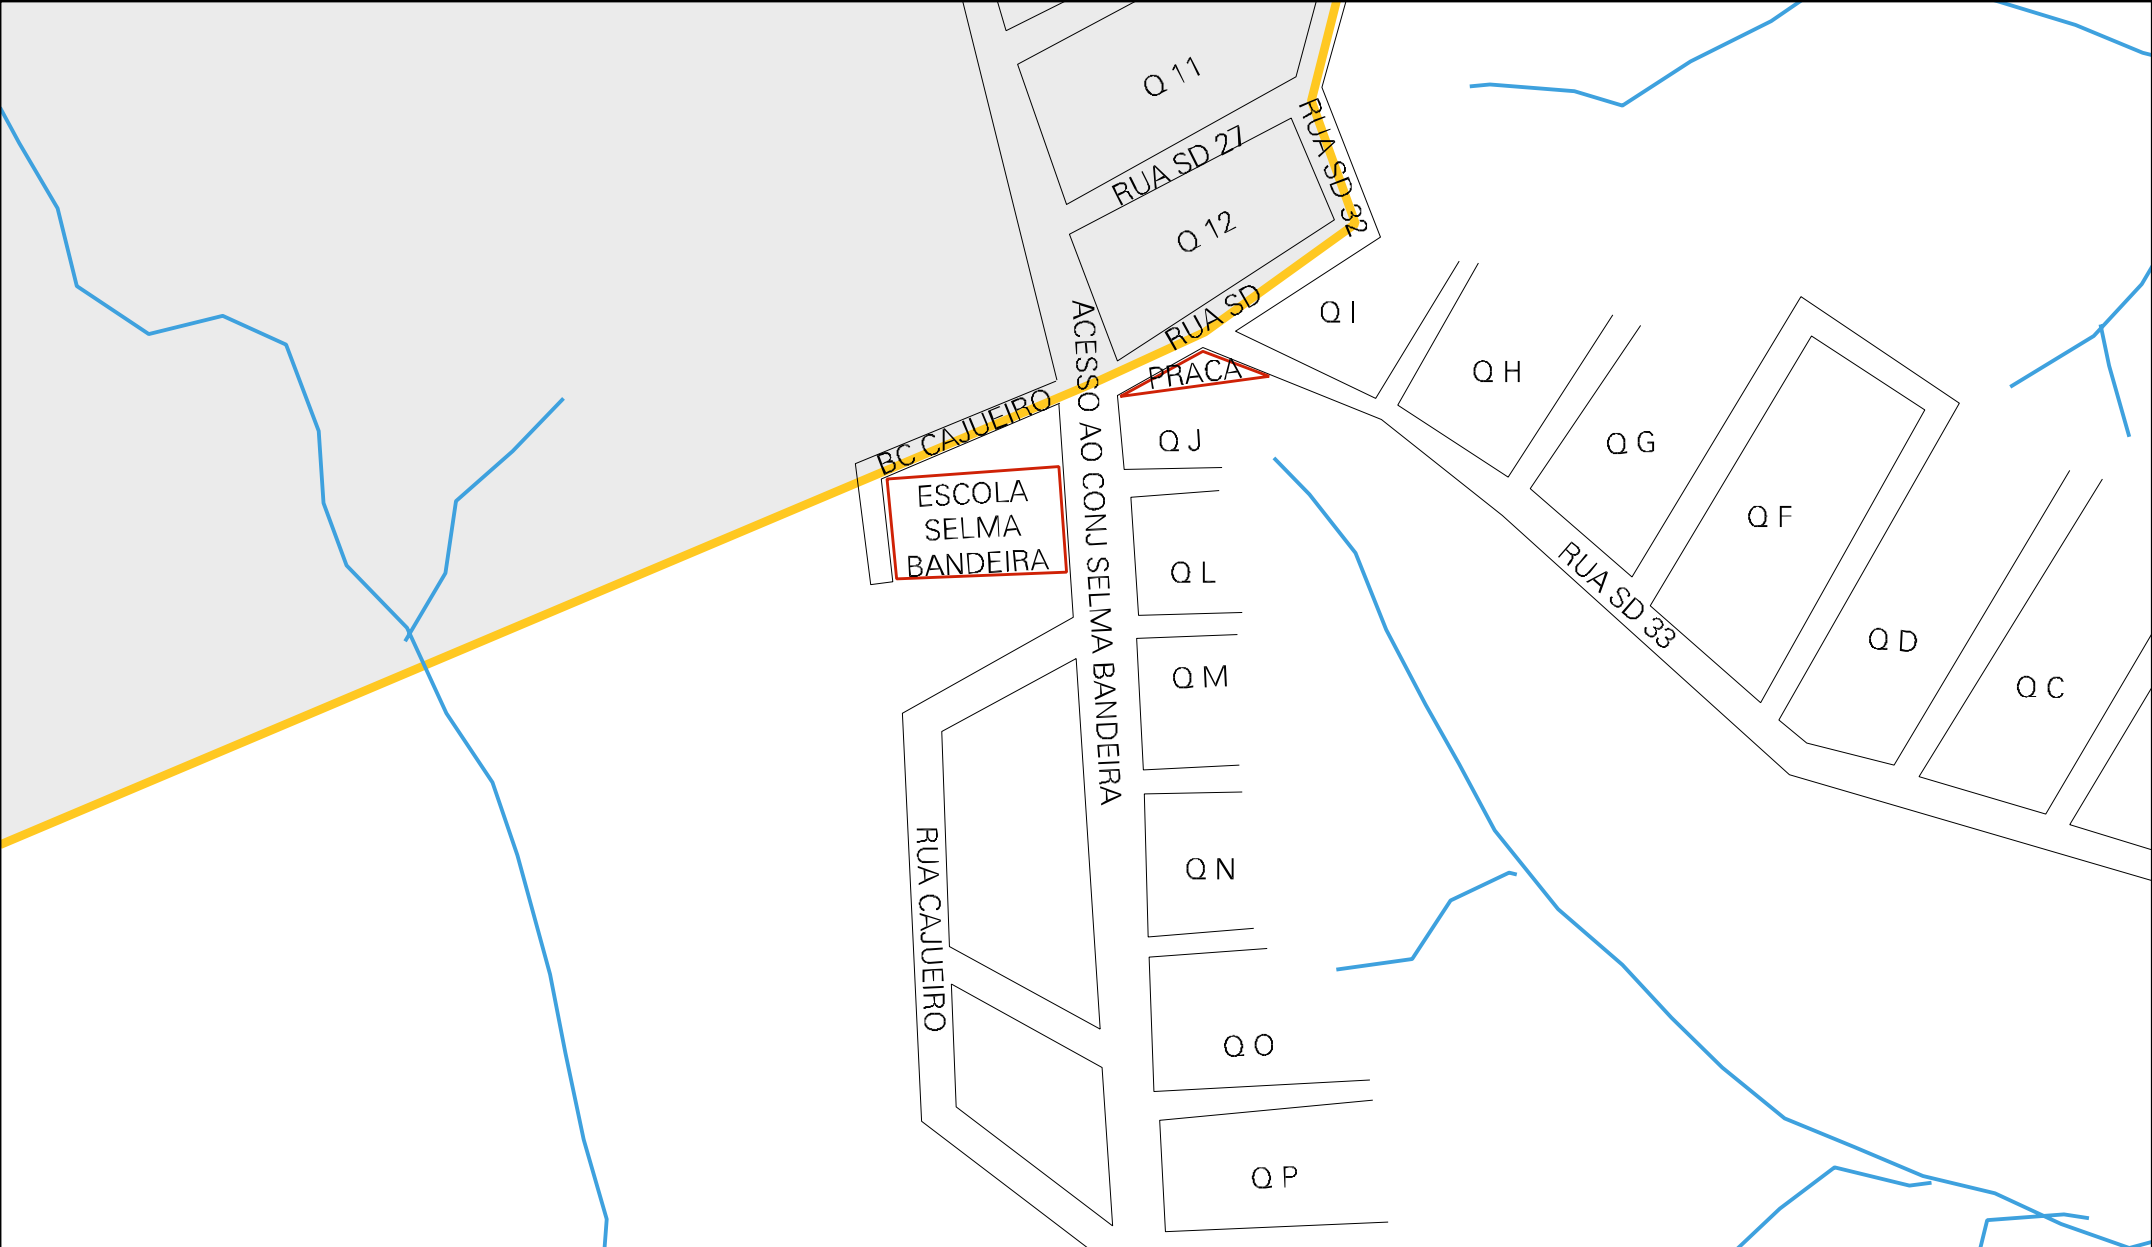 Q 11
RUA SD 27
RUA SD 32
Q 12
RUA SD
Q I
PRACA
Q H
BC CAJUEIRO
ACESSO AO CONJ SELMA BANDEIRA
Q J
Q G
ESCOLA
SELMA
BANDEIRA
Q F
Q L
RUA SD 33
Q D
Q M
Q C
Q N
RUA CAJUEIRO
Q O
Q P